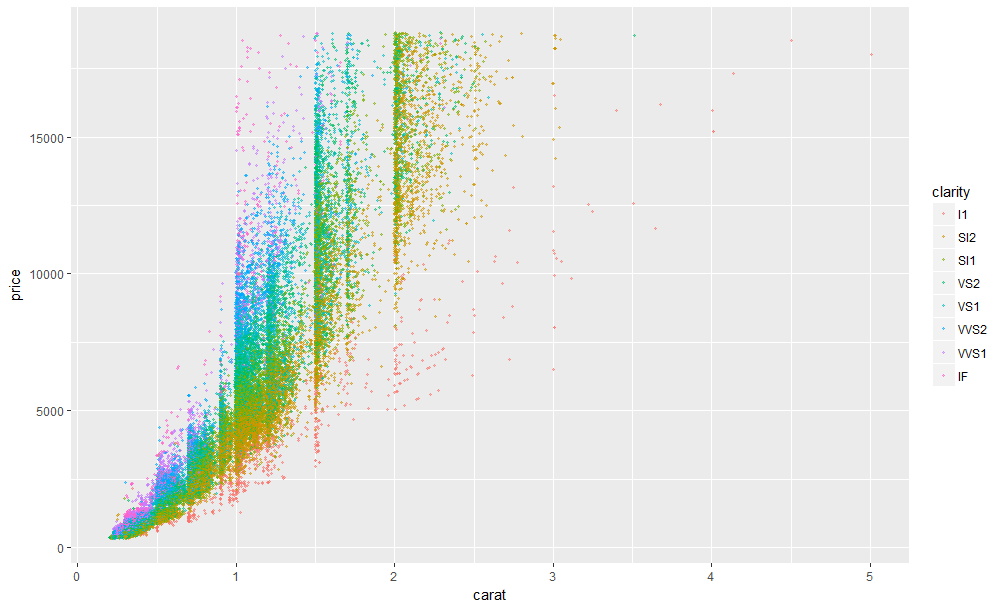 15000
10000
5000
0
price
0
1
2
3
4
5
carat
clarity
I1
SI2
SI1
VS2
VS1
VVS2
VVS1
IF